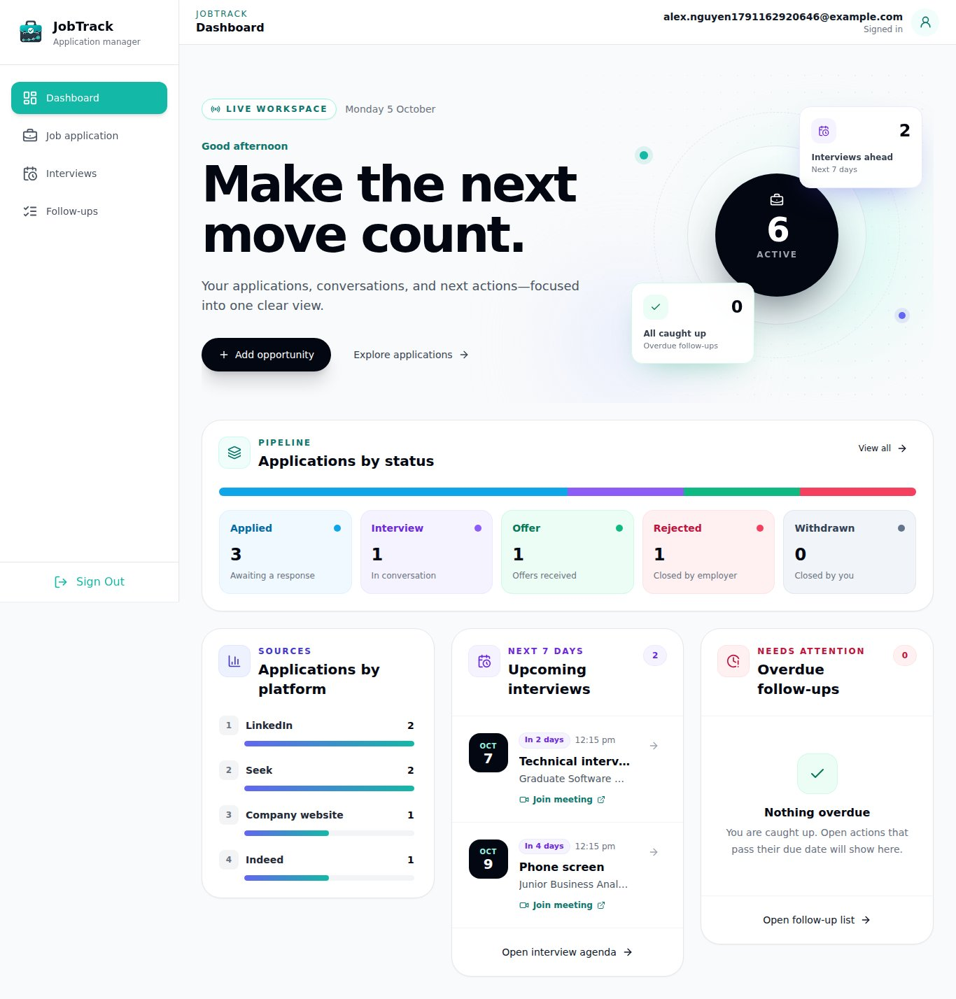 JobTrack
Application manager
Dashboard
Job application
Interviews
Follow-ups
Sign Out
JOBTRACK
Dashboard
alex.nguyen1791162920646@example.com
Signed in
LIVE WORKSPACE
Monday 5 October
Good afternoon
Make the next
move count.
Your applications, conversations, and next actions—focused
into one clear view.
Add opportunity
Explore applications
2
Interviews ahead
Next 7 days
6
ACTIVE
0
All caught up
Overdue follow-ups
PIPELINE
Applications by status
View all
Applied
3
Awaiting a response
Interview
1
In conversation
Offer
1
Offers received
Rejected
1
Closed by employer
Withdrawn
0
Closed by you
SOURCES
Applications by
platform
1 LinkedIn 2
2 Seek 2
3 Company website 1
4 Indeed 1
NEXT 7 DAYS
2
Upcoming
interviews
OCT
7
In 2 days 12:15 pm
Technical interv...
Graduate Software ...
Join meeting
OCT
9
In 4 days 12:15 pm
Phone screen
Junior Business Anal...
Join meeting
Open interview agenda
NEEDS ATTENTION
0
Overdue
follow-ups
Nothing overdue
You are caught up. Open actions that
pass their due date will show here.
Open follow-up list